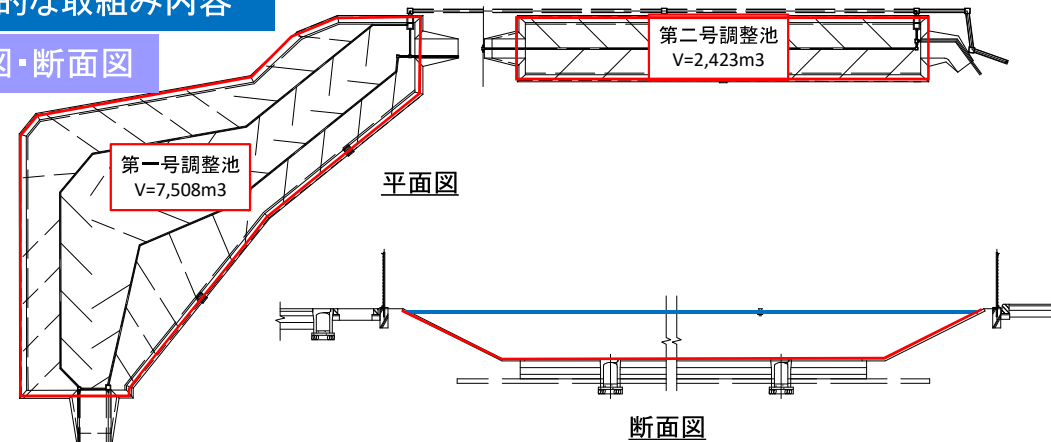 的な取組み内容
図・断面図
第二号調整池
V=2,423m3
第一号調整池
V=7,508m3
平面図
断面図